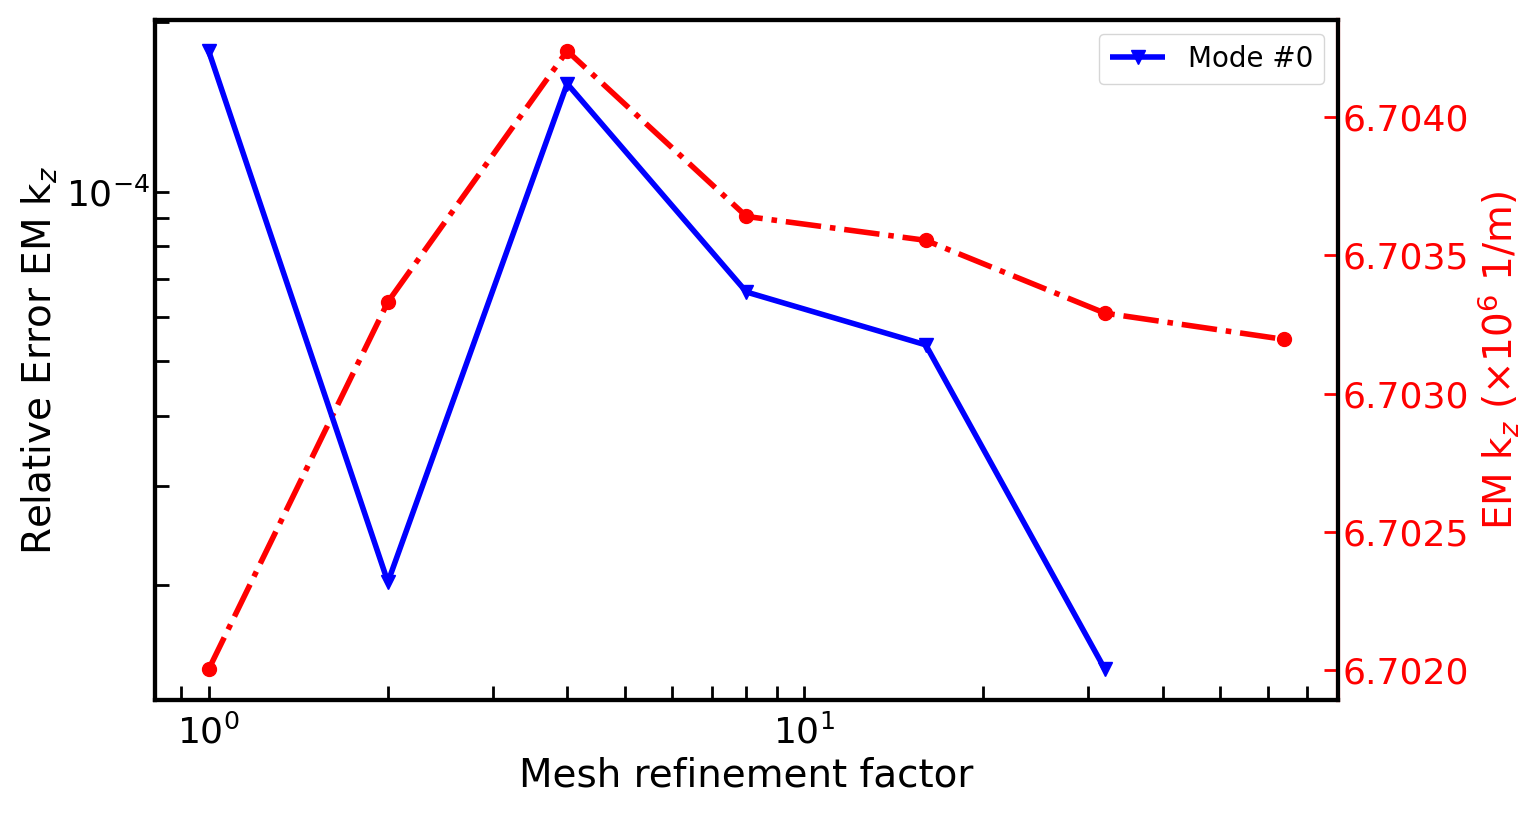 Mode #0
Relative Error EM k_z
10^{-4}
6.7040
6.7035
6.7030
6.7025
6.7020
EM k_z (×10^6 1/m)
10^0
10^1
Mesh refinement factor